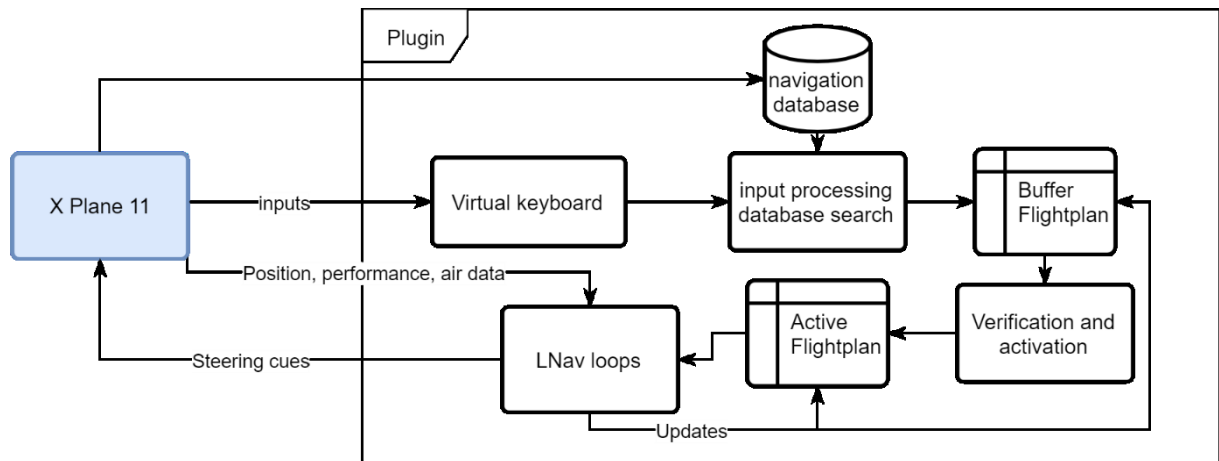 Plugin
navigation
database
X Plane 11
inputs
Virtual keyboard
input processing
database search
Buffer
Flightplan
Position, performance, air data
Steering cues
LNav loops
Active
Flightplan
Verification and
activation
Updates